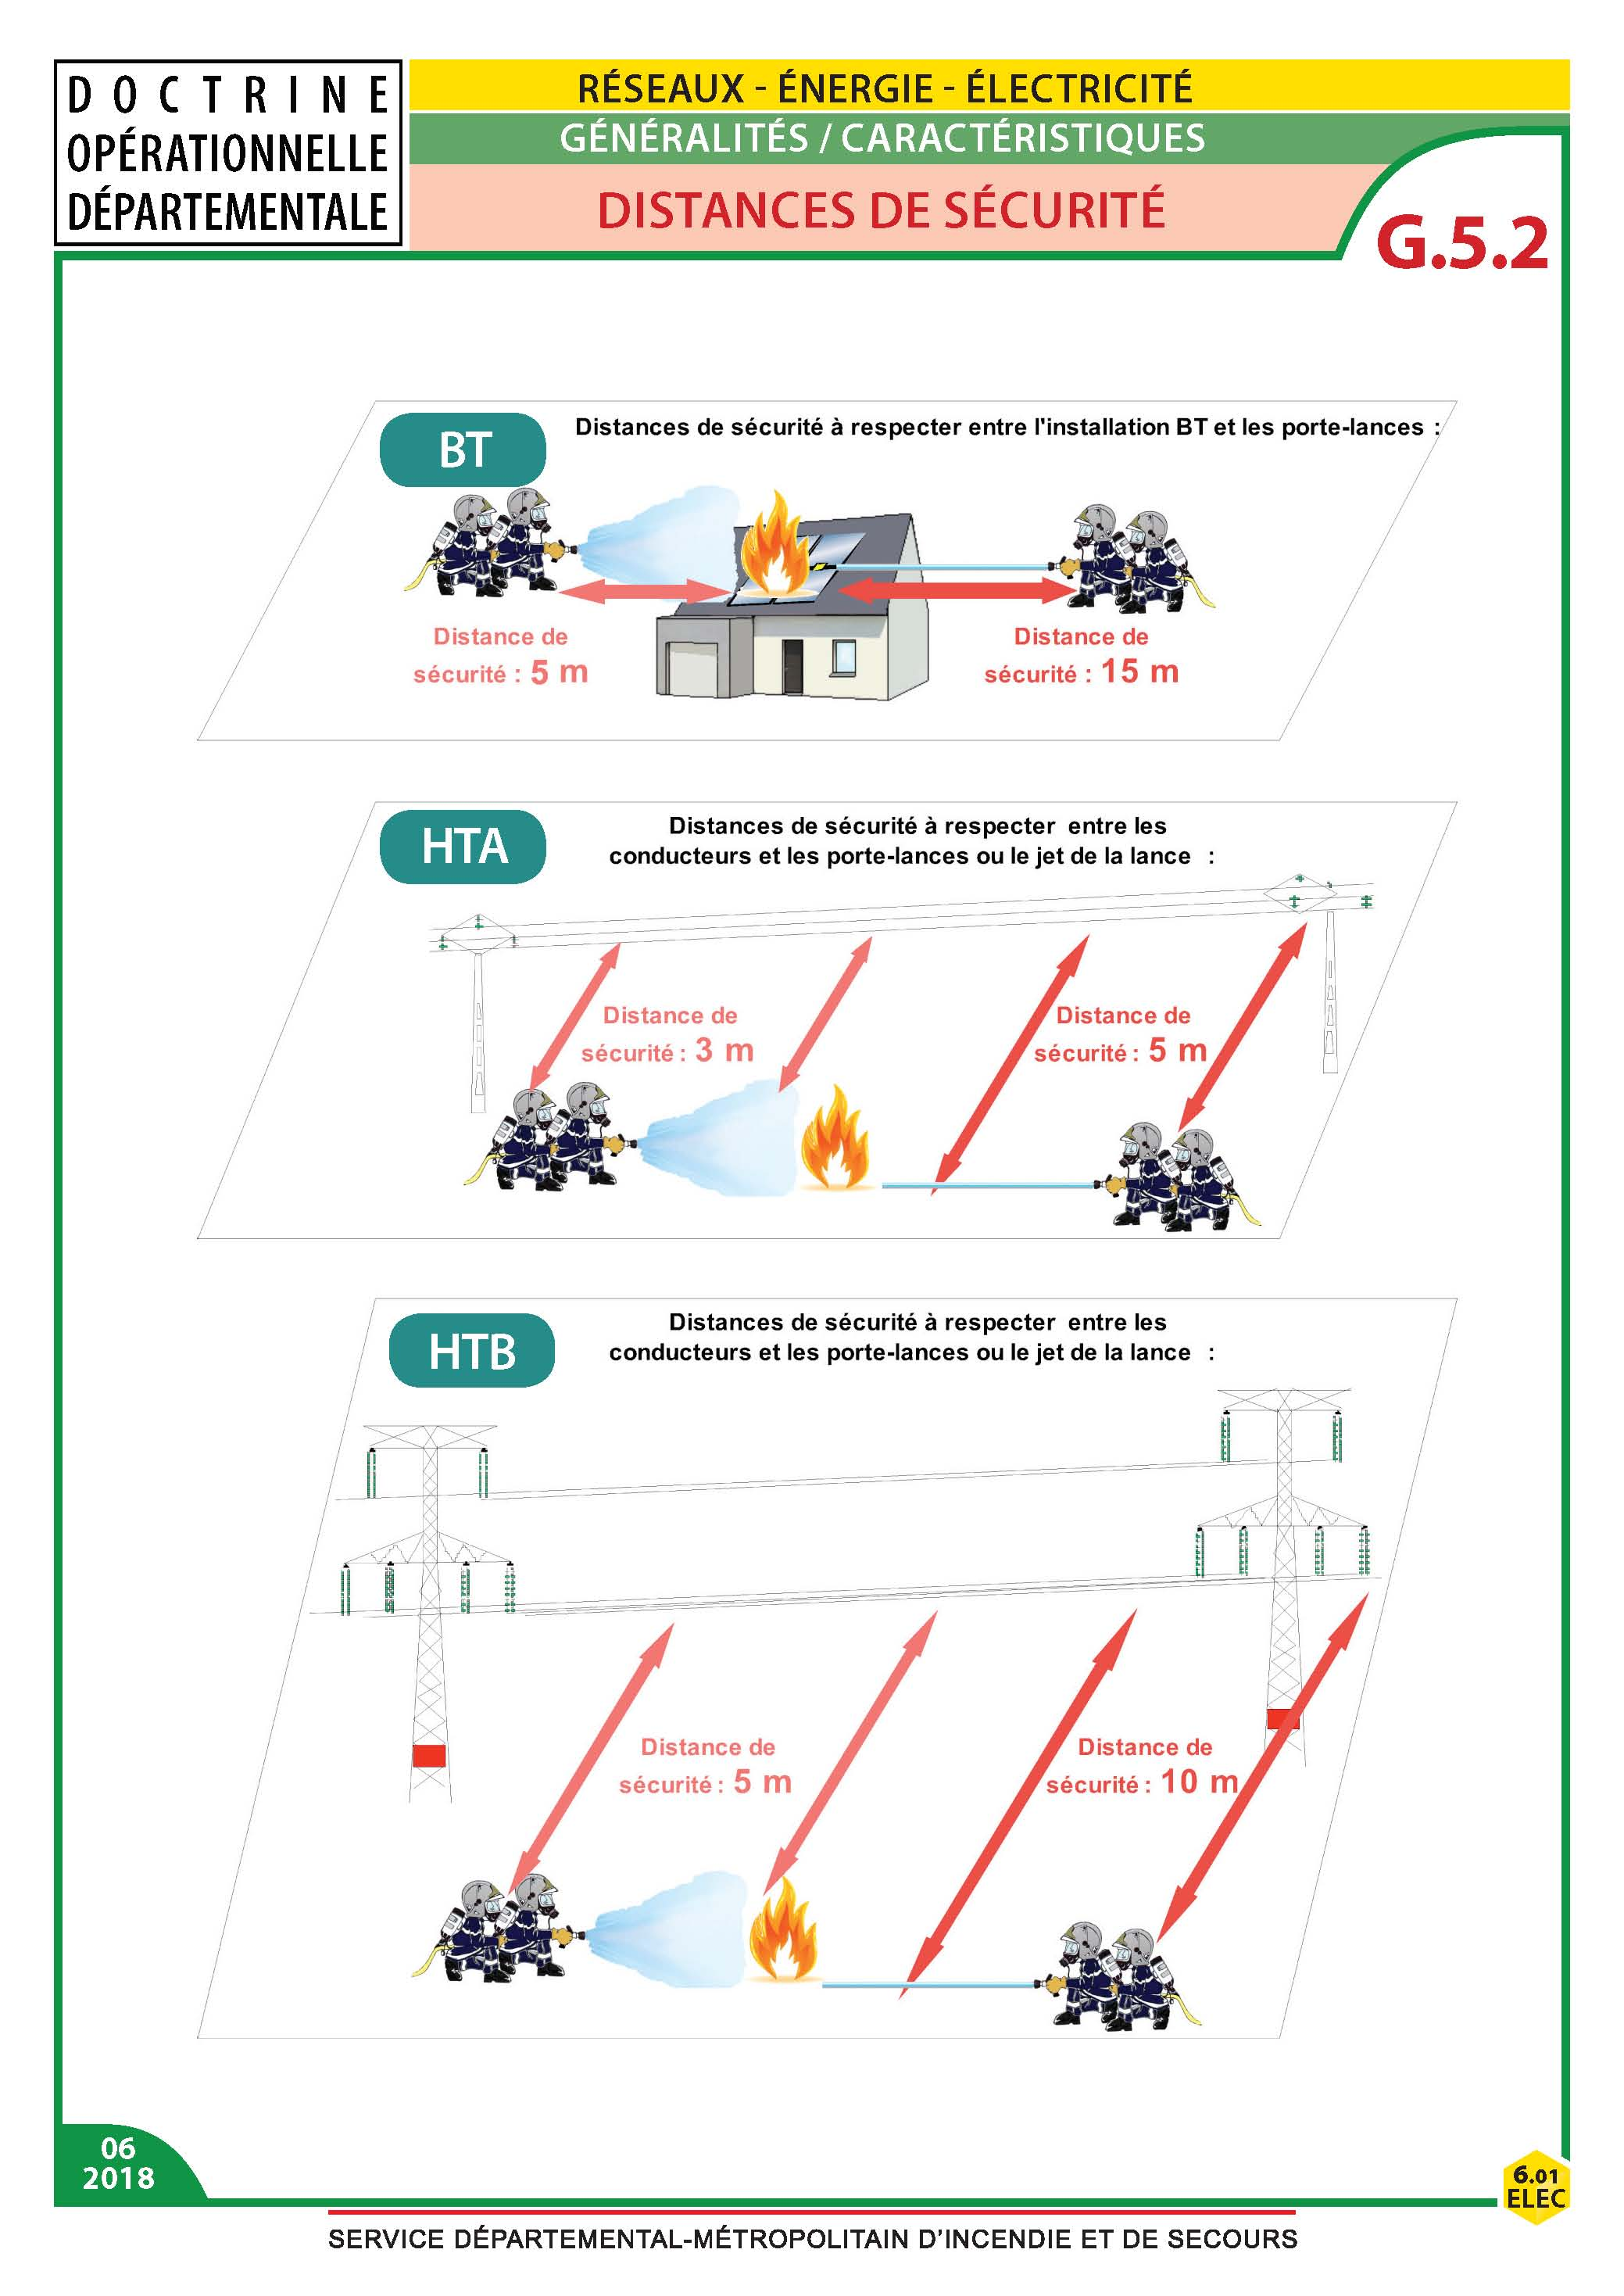 DOCTRINE
OPÉRATIONNELLE
DÉPARTEMENTALE
RÉSEAUX - ÉNERGIE - ÉLECTRICITÉ
GÉNÉRALITÉS / CARACTÉRISTIQUES
DISTANCES DE SÉCURITÉ
G.5.2
BT
Distances de sécurité à respecter entre l'installation BT et les porte-lances :
Distance de
sécurité : 5 m
Distance de
sécurité : 15 m
HTA
Distances de sécurité à respecter entre les
conducteurs et les porte-lances ou le jet de la lance :
Distance de
sécurité : 3 m
Distance de
sécurité : 5 m
HTB
Distances de sécurité à respecter entre les
conducteurs et les porte-lances ou le jet de la lance :
Distance de
sécurité : 5 m
Distance de
sécurité : 10 m
06
2018
6.01
ELEC
SERVICE DÉPARTEMENTAL-MÉTROPOLITAIN D'INCENDIE ET DE SECOURS